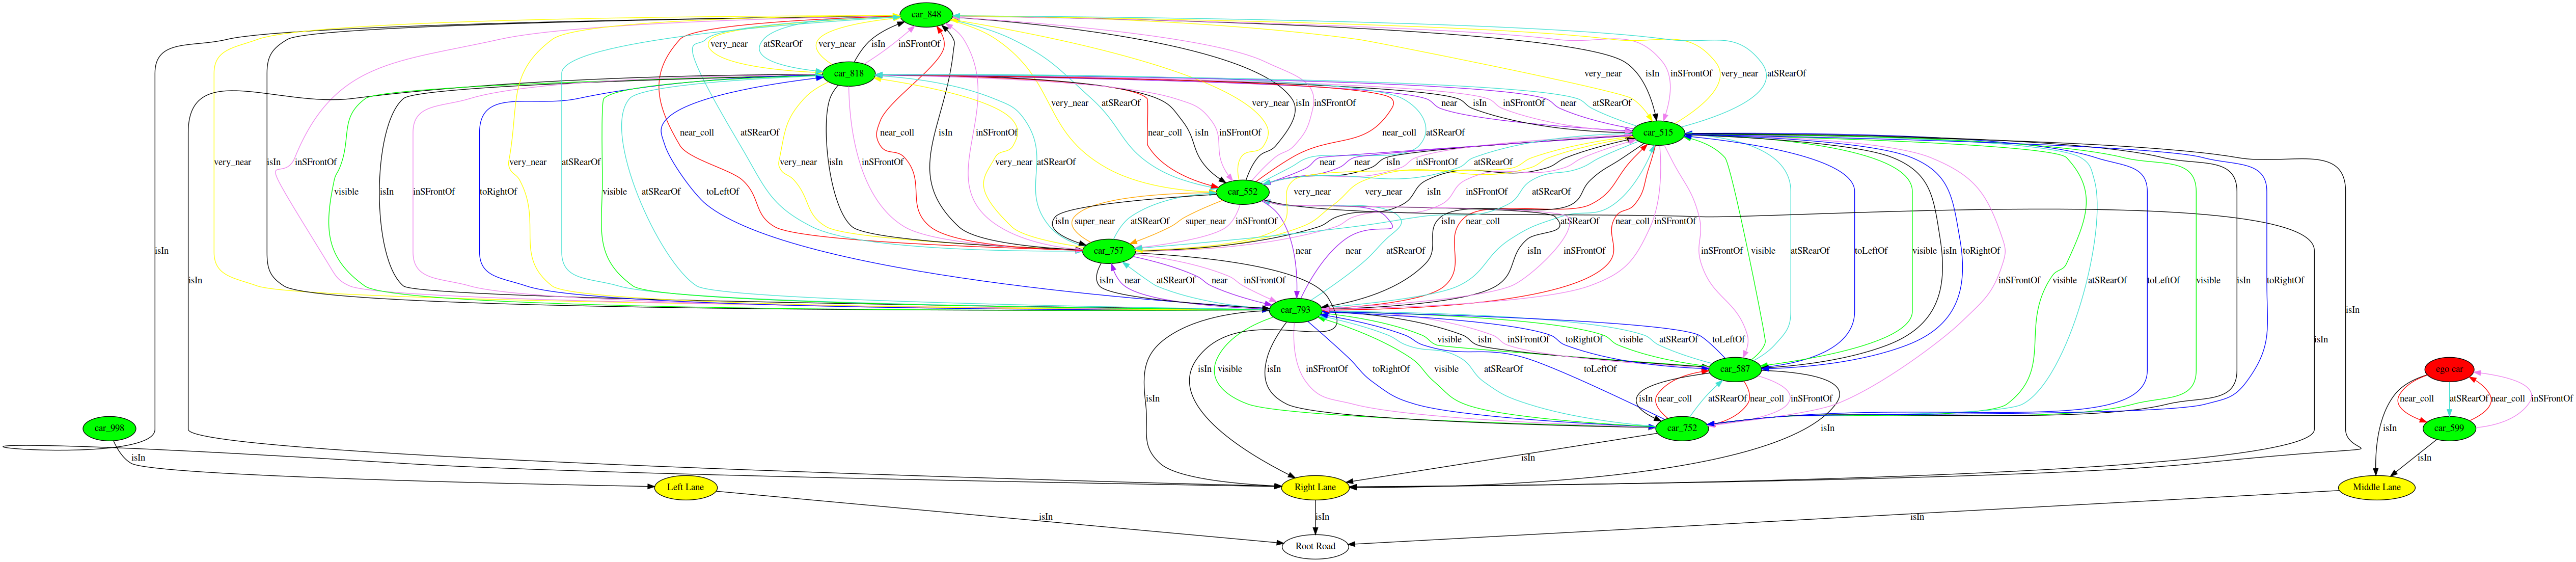 car_848
very_near atSRearOf very_near isIn inSFrontOf
car_818
very_near isIn inSFrontOf very_near atSRearOf
very_near atSRearOf very_near isIn inSFrontOf near isIn inSFrontOf near atSRearOf
near_coll atSRearOf near_coll near_coll isIn inSFrontOf near_coll atSRearOf
car_515
isIn inSFrontOf
very_near isIn inSFrontOf very_near atSRearOf very_near isIn inSFrontOf very_near atSRearOf near near isIn inSFrontOf atSRearOf
visible isIn inSFrontOf toRightOf visible atSRearOf toLeftOf
car_552
very_near very_near isIn inSFrontOf atSRearOf
isIn super_near atSRearOf super_near inSFrontOf isIn near_coll atSRearOf near_coll inSFrontOf
isIn
car_757
near near atSRearOf isIn inSFrontOf inSFrontOf visible atSRearOf toLeftOf visible isIn toRightOf
isIn near atSRearOf near inSFrontOf inSFrontOf visible atSRearOf toLeftOf visible isIn toRightOf
isIn
car_793
isIn
visible isIn inSFrontOf toRightOf visible atSRearOf toLeftOf
isIn
isIn visible isIn inSFrontOf toRightOf visible atSRearOf toLeftOf
car_587
ego car
isIn isIn near_coll atSRearOf near_coll inSFrontOf near_coll atSRearOf near_coll inSFrontOf
car_998
car_752
isIn
isIn
car_599
isIn
isIn
isIn
Left Lane
Right Lane
Middle Lane
isIn isIn isIn
Root Road